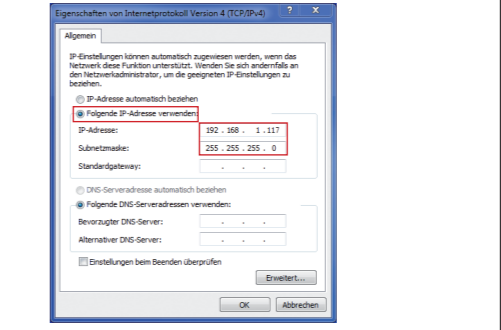 Eigenschaften von Internetprotokoll Version 4 (TCP/IPv4)
? X
Allgemein
IP-Einstellungen können automatisch zugewiesen werden, wenn das
Netzwerk diese Funktion unterstützt. Wenden Sie sich andernfalls an
den Netzwerkadministrator, um die geeigneten IP-Einstellungen zu
beziehen.
IP-Adresse automatisch beziehen
Folgende IP-Adresse verwenden:
IP-Adresse: 192 . 168 . 1 . 117
Subnetzmaske: 255 . 255 . 255 . 0
Standardgateway: . . .
DNS-Serveradresse automatisch beziehen
Folgende DNS-Serveradressen verwenden:
Bevorzugter DNS-Server: . . .
Alternativer DNS-Server: . . .
Einstellungen beim Beenden überprüfen
Erweitert...
OK Abbrechen